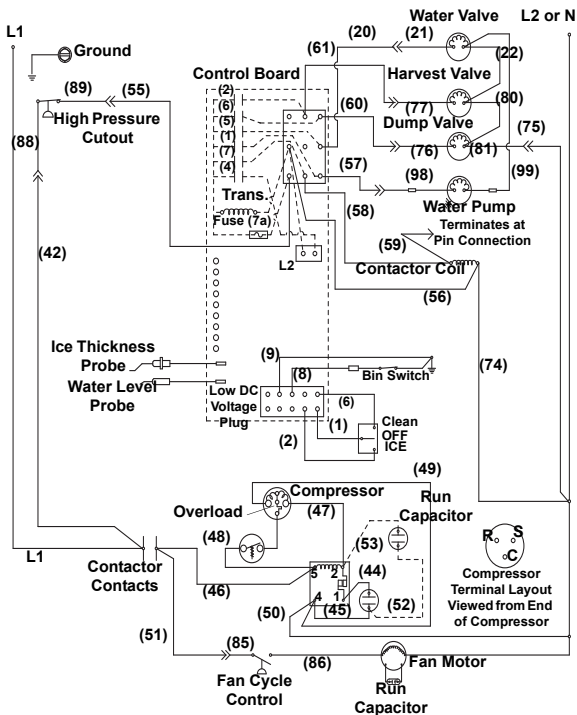 L1
Ground
(20)
(21)
Water Valve
L2 or N
(61)
(22)
(89)
(55)
Control Board
Harvest Valve
High Pressure
Cutout
(2)
(6)
(5)
(1)
(7)
(4)
(60)
(77)
(80)
Dump Valve
(75)
(88)
(76)
(81)
(57)
(98)
(99)
Trans.
Fuse (7a)
(58)
Water Pump
Terminates at
Pin Connection
(59)
(42)
L2
Contactor Coil
(56)
Ice Thickness
Probe
Water Level
Probe
(9)
(8)
Bin Switch
(74)
Low DC
Voltage
Plug
(6)
(1)
(2)
Clean
OFF
ICE
(49)
Compressor
Overload
(47)
Run
Capacitor
(48)
(53)
R
S
C
L1
Contactor
Contacts
(46)
5
2
4
1
(44)
(45)
(52)
(50)
Compressor
Terminal Layout
Viewed from End
of Compressor
(51)
(85)
(86)
Fan Cycle
Control
Fan Motor
Run
Capacitor